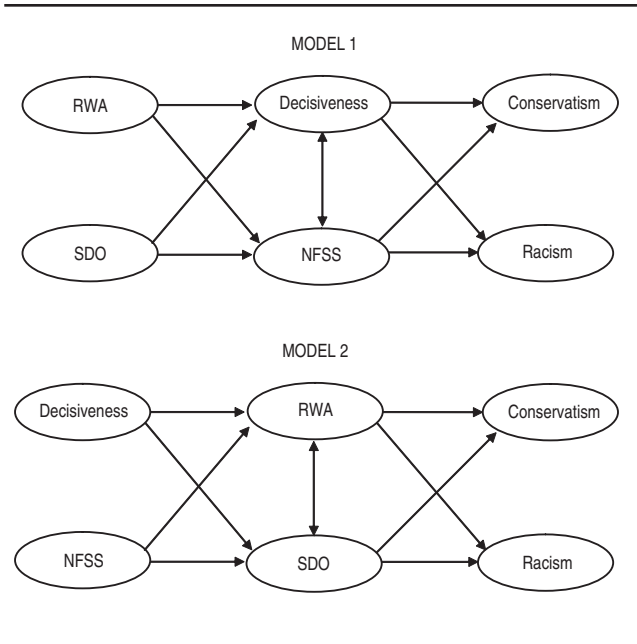 MODEL 1
RWA Decisiveness Conservatism
SDO NFSS Racism
MODEL 2
Decisiveness RWA Conservatism
NFSS SDO Racism